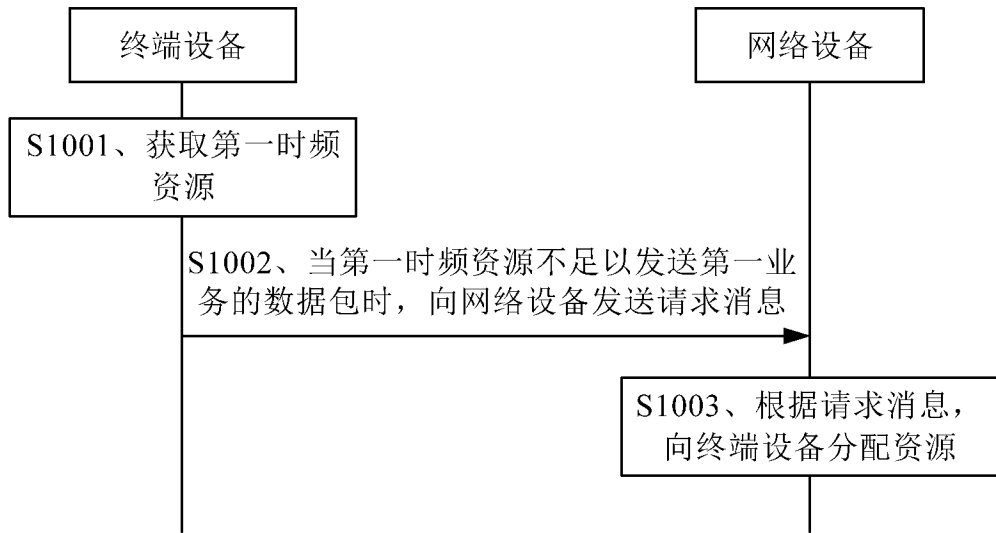 终端设备
网络设备
S1001、获取第一时频
资源
S1002、当第一时频资源不足以发送第一业
务的数据包时，向网络设备发送请求消息
S1003、根据请求消息，
向终端设备分配资源